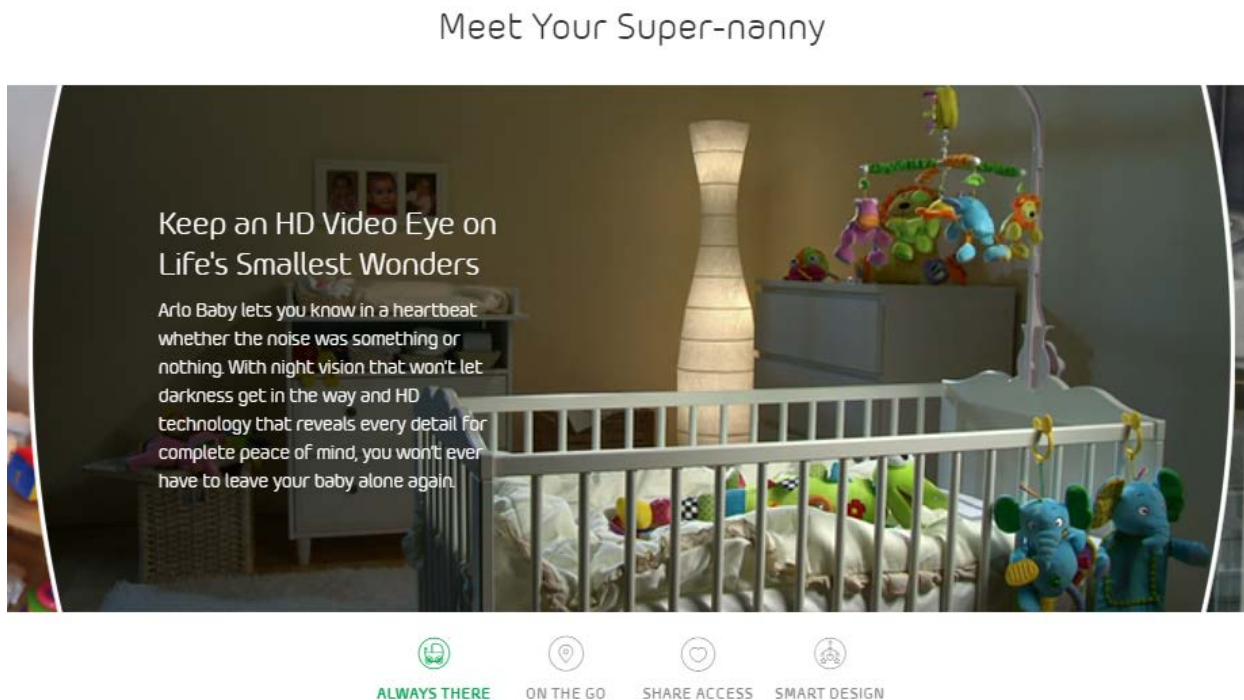 Meet Your Super-nanny
Keep an HD Video Eye on
Life's Smallest Wonders
Arlo Baby lets you know in a heartbeat
whether the noise was something or
nothing. With night vision that won't let
darkness get in the way and HD
technology that reveals every detail for
complete peace of mind, you won't ever
have to leave your baby alone again.
ALWAYS THERE ON THE GO SHARE ACCESS SMART DESIGN